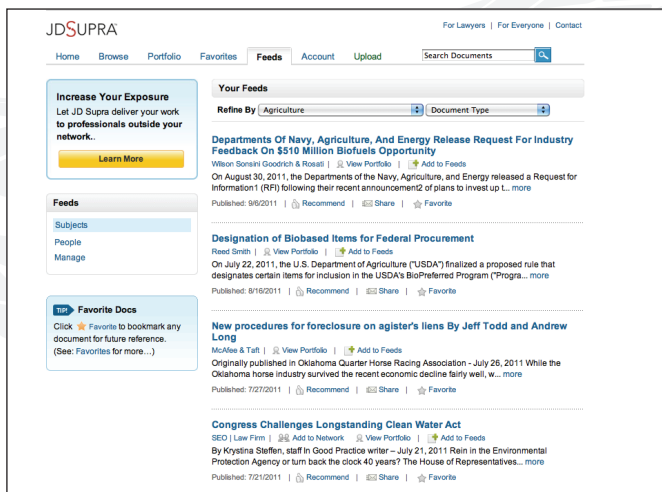 JDSUPRA
For Lawyers | For Everyone | Contact
Home Browse Portfolio Favorites Feeds Account Upload
Search Documents
Increase Your Exposure
Let JD Supra deliver your work
to professionals outside your
network..
Learn More
Feeds
Subjects
People
Manage
TIP! Favorite Docs
Click Favorite to bookmark any
document for future reference.
(See: Favorites for more…)
Your Feeds
Refine By Agriculture Document Type
Departments Of Navy, Agriculture, And Energy Release Request For Industry
Feedback On $510 Million Biofuels Opportunity
Wilson Sonsini Goodrich & Rosati | View Portfolio | Add to Feeds
On August 30, 2011, the Departments of the Navy, Agriculture, and Energy released a Request for
Information1 (RFI) following their recent announcement2 of plans to invest up t... more
Published: 9/6/2011 | Recommend | Share | Favorite
Designation of Biobased Items for Federal Procurement
Reed Smith | View Portfolio | Add to Feeds
On July 22, 2011, the U.S. Department of Agriculture ("USDA") finalized a proposed rule that
designates certain items for inclusion in the USDA's BioPreferred Program ("Progra... more
Published: 8/16/2011 | Recommend | Share | Favorite
New procedures for foreclosure on agister's liens By Jeff Todd and Andrew
Long
McAfee & Taft | View Portfolio | Add to Feeds
Originally published in Oklahoma Quarter Horse Racing Association - July 26, 2011 While the
Oklahoma horse industry survived the recent economic decline fairly well, w... more
Published: 7/27/2011 | Recommend | Share | Favorite
Congress Challenges Longstanding Clean Water Act
SEO | Law Firm | Add to Network View Portfolio | Add to Feeds
By Krystina Steffen, staff In Good Practice writer – July 21, 2011 Rein in the Environmental
Protection Agency or turn back the clock 40 years? The House of Representatives... more
Published: 7/21/2011 | Recommend | Share | Favorite